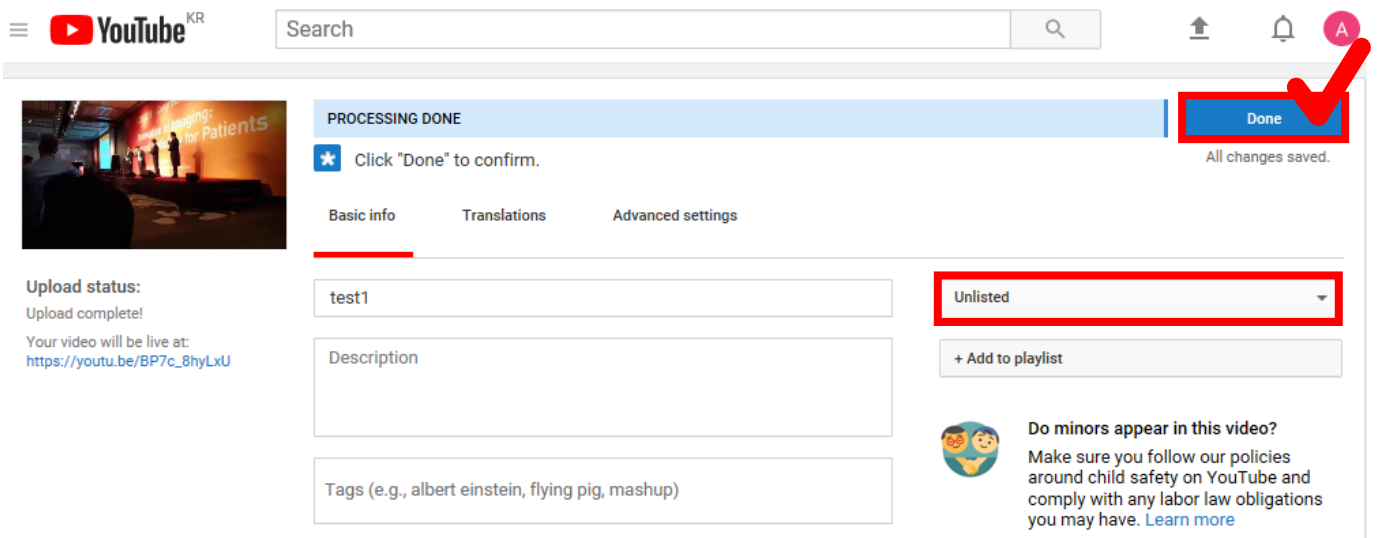 YouTube KR
Search
A
PROCESSING DONE
Done
Click "Done" to confirm.
All changes saved.
Basic info
Translations
Advanced settings
Upload status:
Upload complete!
Your video will be live at:
https://youtu.be/BP7c_8hyLxU
test1
Unlisted
Description
+ Add to playlist
Tags (e.g., albert einstein, flying pig, mashup)
Do minors appear in this video?
Make sure you follow our policies
around child safety on YouTube and
comply with any labor law obligations
you may have. Learn more
Imaging:
for Patients